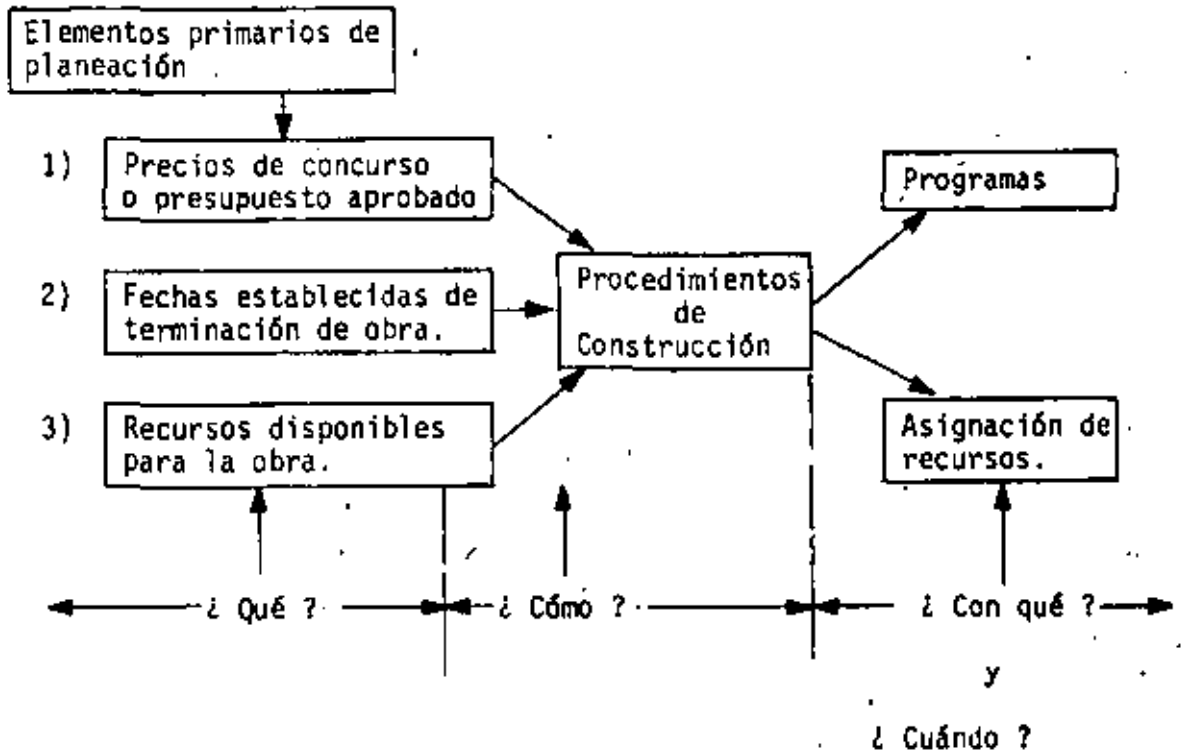 Elementos primarios de
planeación
1)
Precios de concurso
o presupuesto aprobado
2)
Fechas establecidas de
terminación de obra.
3)
Recursos disponibles
para la obra.
Procedimientos
de
Construcción
Programas
Asignación de
recursos.
¿ Qué ?
¿ Cómo ?
¿ Con qué ?
y
¿ Cuándo ?